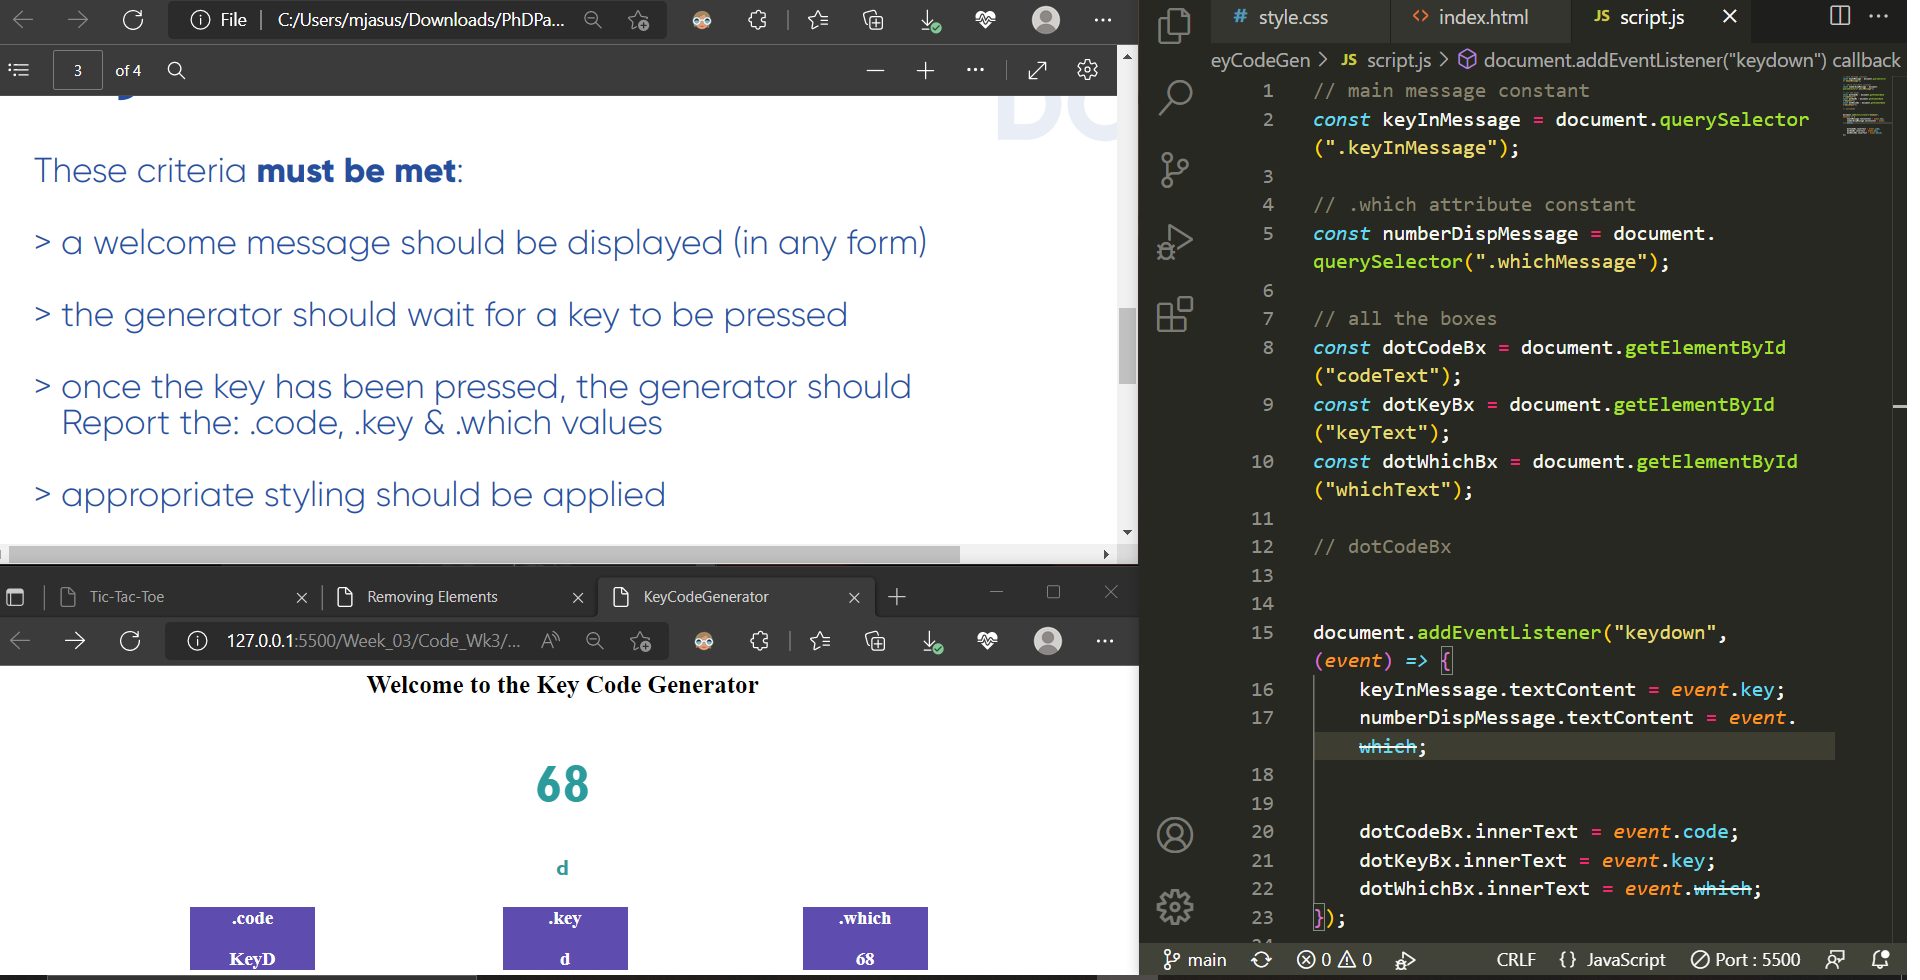 File C:/Users/mjasus/Downloads/PhDPa...
3 of 4
These criteria must be met:
> a welcome message should be displayed (in any form)
> the generator should wait for a key to be pressed
> once the key has been pressed, the generator should
Report the: .code, .key & .which values
> appropriate styling should be applied
Tic-Tac-Toe
Removing Elements
KeyCodeGenerator
127.0.0.1:5500/Week_03/Code_Wk3/...
Welcome to the Key Code Generator
68
d
.code .key .which
KeyD d 68
# style.css
<> index.html
JS script.js
eyCodeGen > JS script.js > document.addEventListener("keydown") callback
1 // main message constant
2 const keyInMessage = document.querySelector
(".keyInMessage");
3
4 // .which attribute constant
5 const numberDispMessage = document.
querySelector(".whichMessage");
6
7 // all the boxes
8 const dotCodeBx = document.getElementById
("codeText");
9 const dotKeyBx = document.getElementById
("keyText");
10 const dotWhichBx = document.getElementById
("whichText");
11
12 // dotCodeBx
13
14
15 document.addEventListener("keydown",
(event) => {
16 keyInMessage.textContent = event.key;
17 numberDispMessage.textContent = event.
which;
18
19
20 dotCodeBx.innerText = event.code;
21 dotKeyBx.innerText = event.key;
22 dotWhichBx.innerText = event.which;
23 });
main 0 0 CRLF {} JavaScript Port : 5500